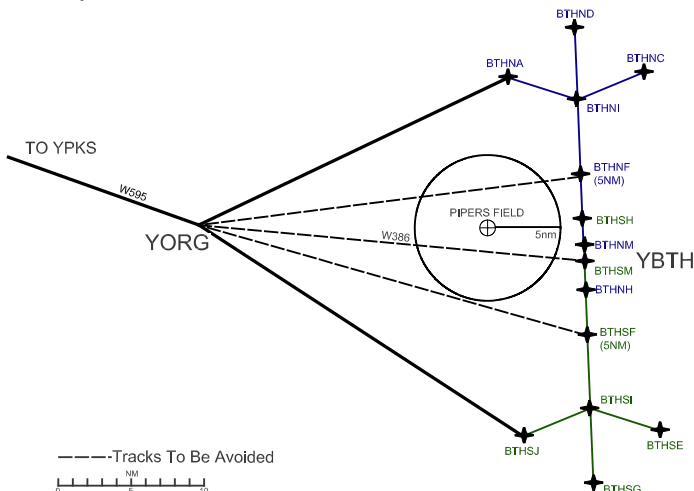 BTHND
BTHNA
BTHNC
BTHNI
TO YPKS
W595
BTHNF
(5NM)
PIPERS FIELD
5nm
BTHSH
W386
YORG
BTHNM
BTHSM
YBTH
BTHNH
BTHSF
(5NM)
BTHSI
BTHSJ
BTHSE
BTHSG
Tracks To Be Avoided
NM
0 5 10